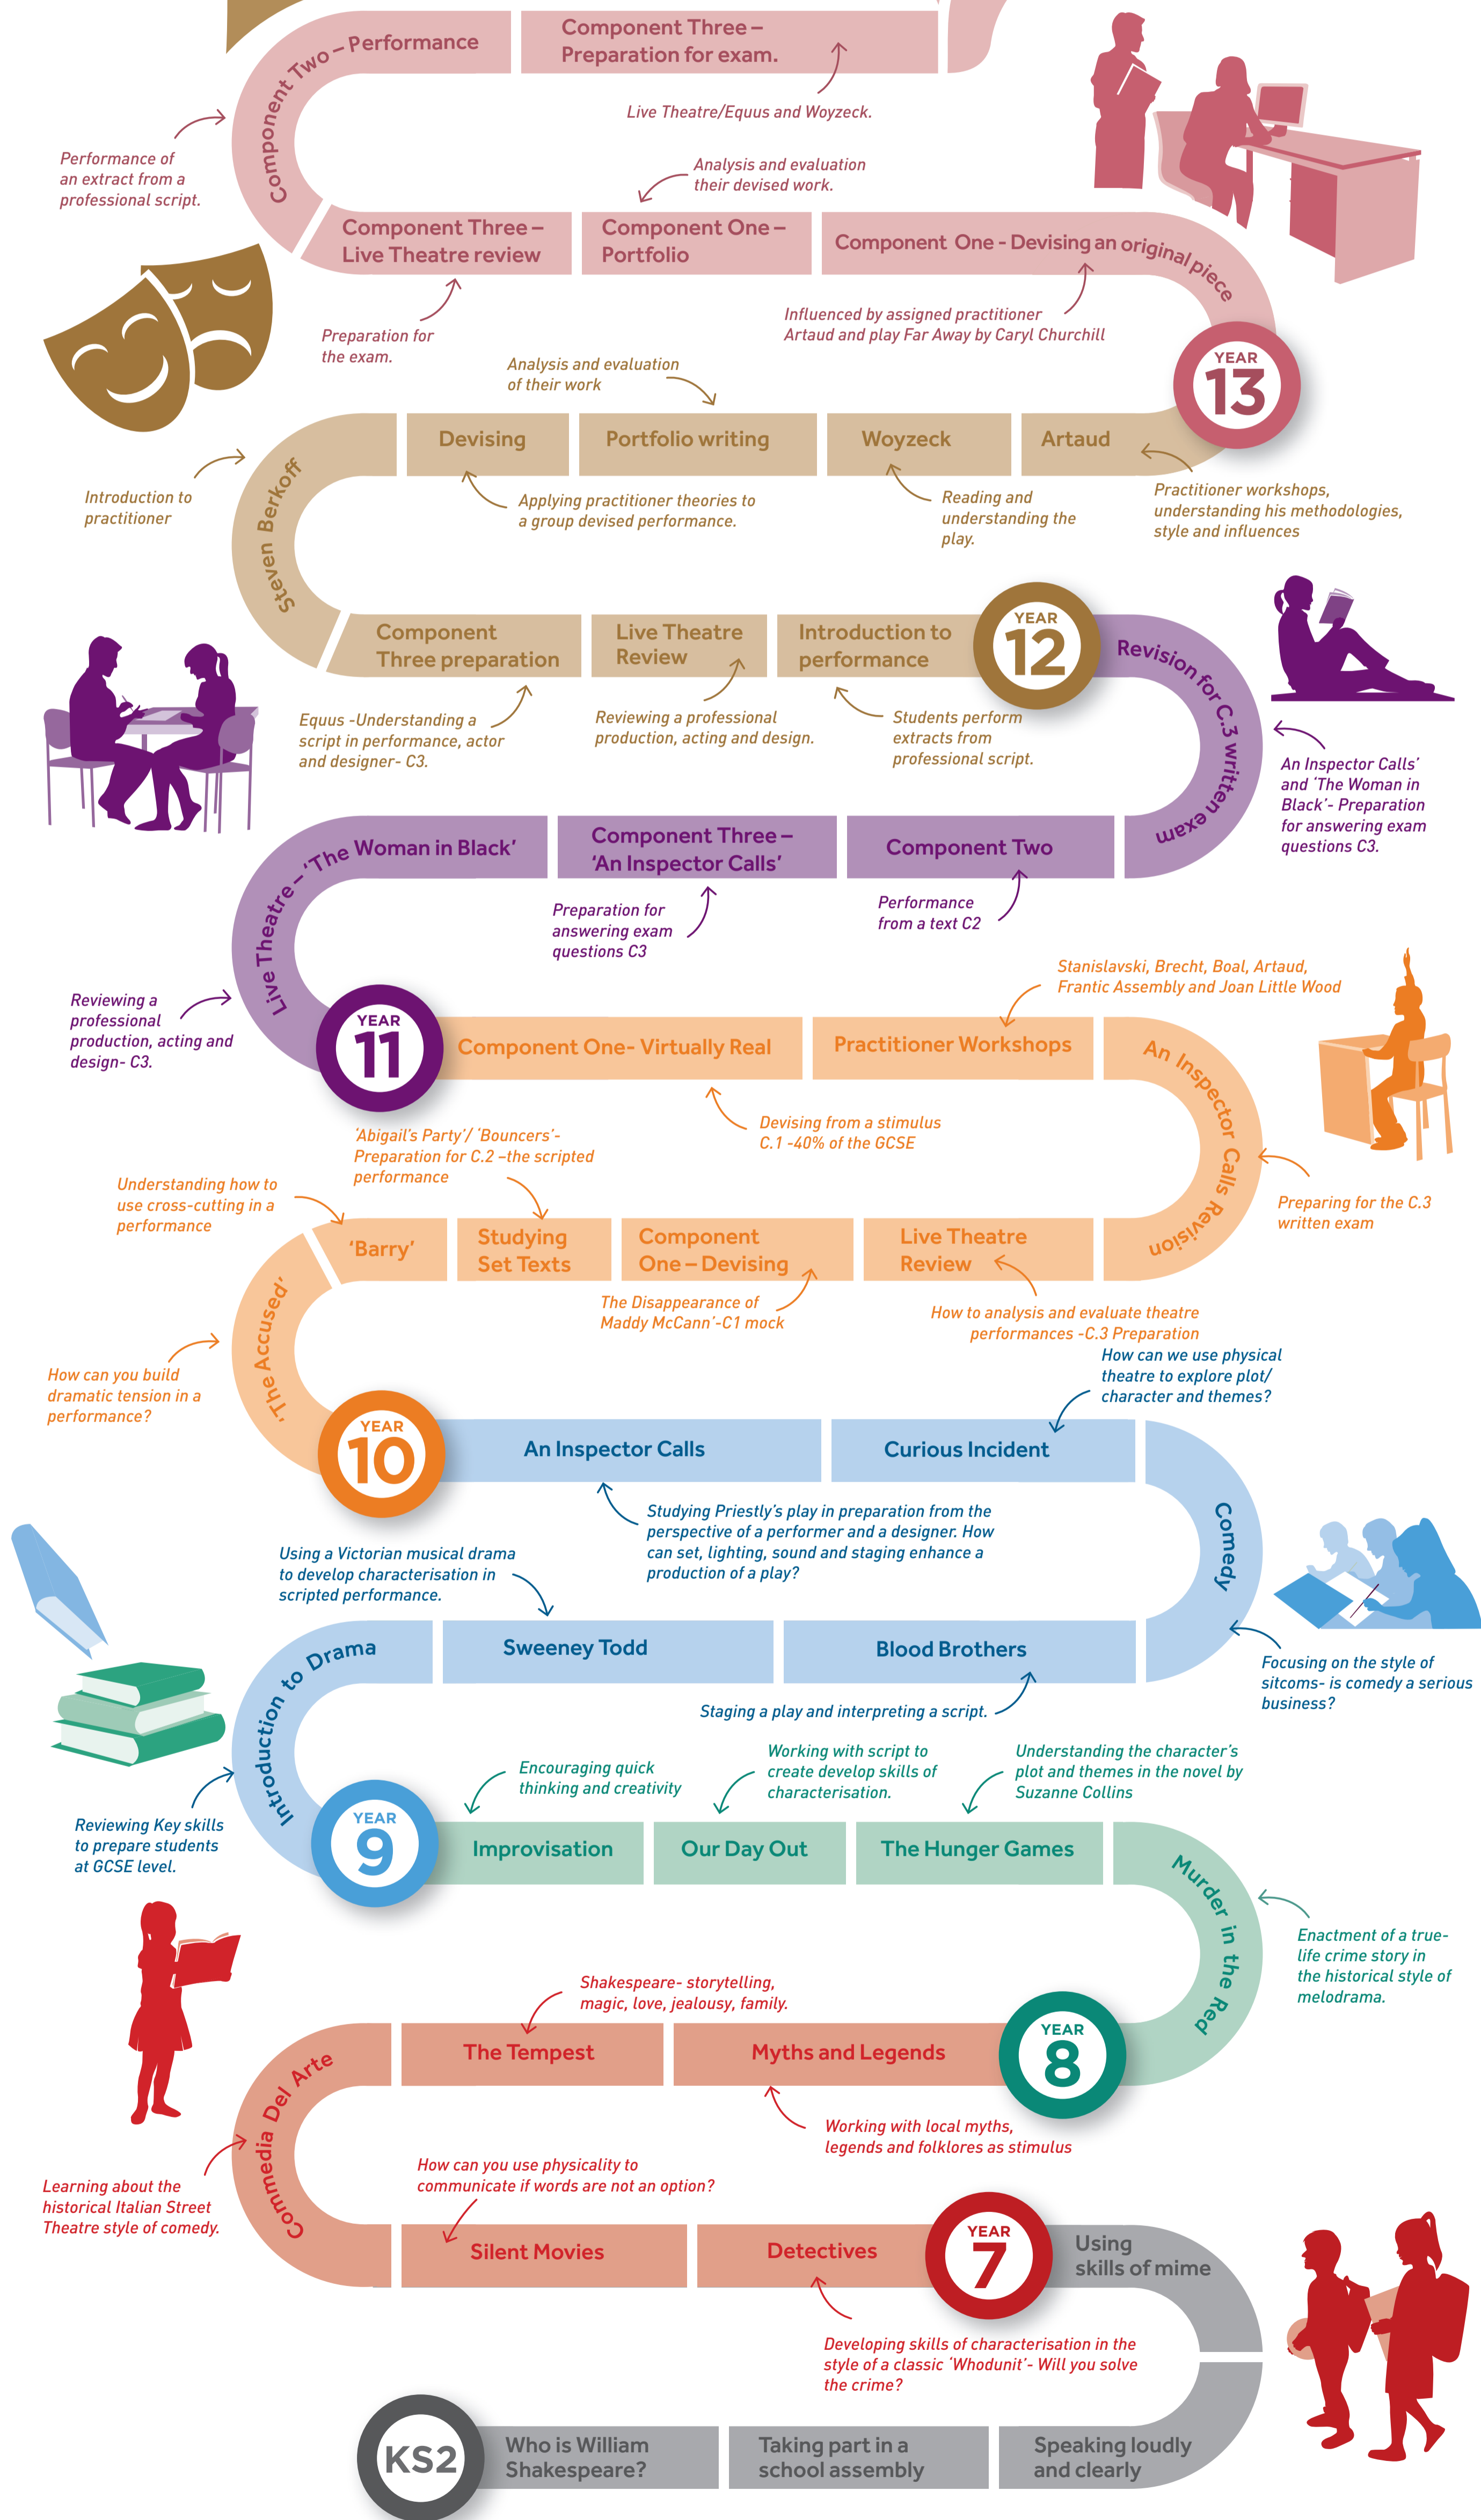 Component Two – Performance
Component Three –
Preparation for exam.
Live Theatre/Equus and Woyzeck.
Performance of
an extract from a
professional script.
Analysis and evaluation
their devised work.
Component Three –
Live Theatre review
Component One –
Portfolio
Component One - Devising an original piece
Preparation for
the exam.
Influenced by assigned practitioner
Artaud and play Far Away by Caryl Churchill
YEAR
13
Analysis and evaluation
of their work
Devising
Portfolio writing
Woyzeck
Artaud
Steven Berkoff
Introduction to
practitioner
Applying practitioner theories to
a group devised performance.
Reading and
understanding the
play.
Practitioner workshops,
understanding his methodologies,
style and influences
Component
Three preparation
Live Theatre
Review
Introduction to
performance
YEAR
12
Revision for C.3 written exam
Equus -Understanding a
script in performance, actor
and designer- C3.
Reviewing a professional
production, acting and design.
Students perform
extracts from
professional script.
An Inspector Calls’
and ‘The Woman in
Black’- Preparation
for answering exam
questions C3.
Live Theatre – ‘The Woman in Black’
Component Three –
‘An Inspector Calls’
Component Two
Preparation for
answering exam
questions C3
Performance
from a text C2
Reviewing a
professional
production, acting and
design- C3.
Stanislavski, Brecht, Boal, Artaud,
Frantic Assembly and Joan Little Wood
YEAR
11
Component One- Virtually Real
Practitioner Workshops
An Inspector Calls Revision
Devising from a stimulus
C.1 -40% of the GCSE
‘Abigail’s Party’/ ‘Bouncers’-
Preparation for C.2 –the scripted
performance
Understanding how to
use cross-cutting in a
performance
Preparing for the C.3
written exam
‘Barry’
Studying
Set Texts
Component
One – Devising
Live Theatre
Review
‘The Accused’
The Disappearance of
Maddy McCann’-C1 mock
How to analysis and evaluate theatre
performances -C.3 Preparation
How can you build
dramatic tension in a
performance?
How can we use physical
theatre to explore plot/
character and themes?
YEAR
10
An Inspector Calls
Curious Incident
Comedy
Studying Priestly’s play in preparation from the
perspective of a performer and a designer. How
can set, lighting, sound and staging enhance a
production of a play?
Using a Victorian musical drama
to develop characterisation in
scripted performance.
Introduction to Drama
Sweeney Todd
Blood Brothers
Focusing on the style of
sitcoms- is comedy a serious
business?
Staging a play and interpreting a script.
Reviewing Key skills
to prepare students
at GCSE level.
Encouraging quick
thinking and creativity
Working with script to
create develop skills of
characterisation.
Understanding the character’s
plot and themes in the novel by
Suzanne Collins
YEAR
9
Improvisation
Our Day Out
The Hunger Games
Murder in the Red
Enactment of a true-
life crime story in
the historical style of
melodrama.
Shakespeare- storytelling,
magic, love, jealousy, family.
The Tempest
Myths and Legends
YEAR
8
Commedia Del Arte
Working with local myths,
legends and folklores as stimulus
Learning about the
historical Italian Street
Theatre style of comedy.
How can you use physicality to
communicate if words are not an option?
Silent Movies
Detectives
YEAR
7
Using
skills of mime
Developing skills of characterisation in the
style of a classic ‘Whodunit’- Will you solve
the crime?
KS2
Who is William
Shakespeare?
Taking part in a
school assembly
Speaking loudly
and clearly